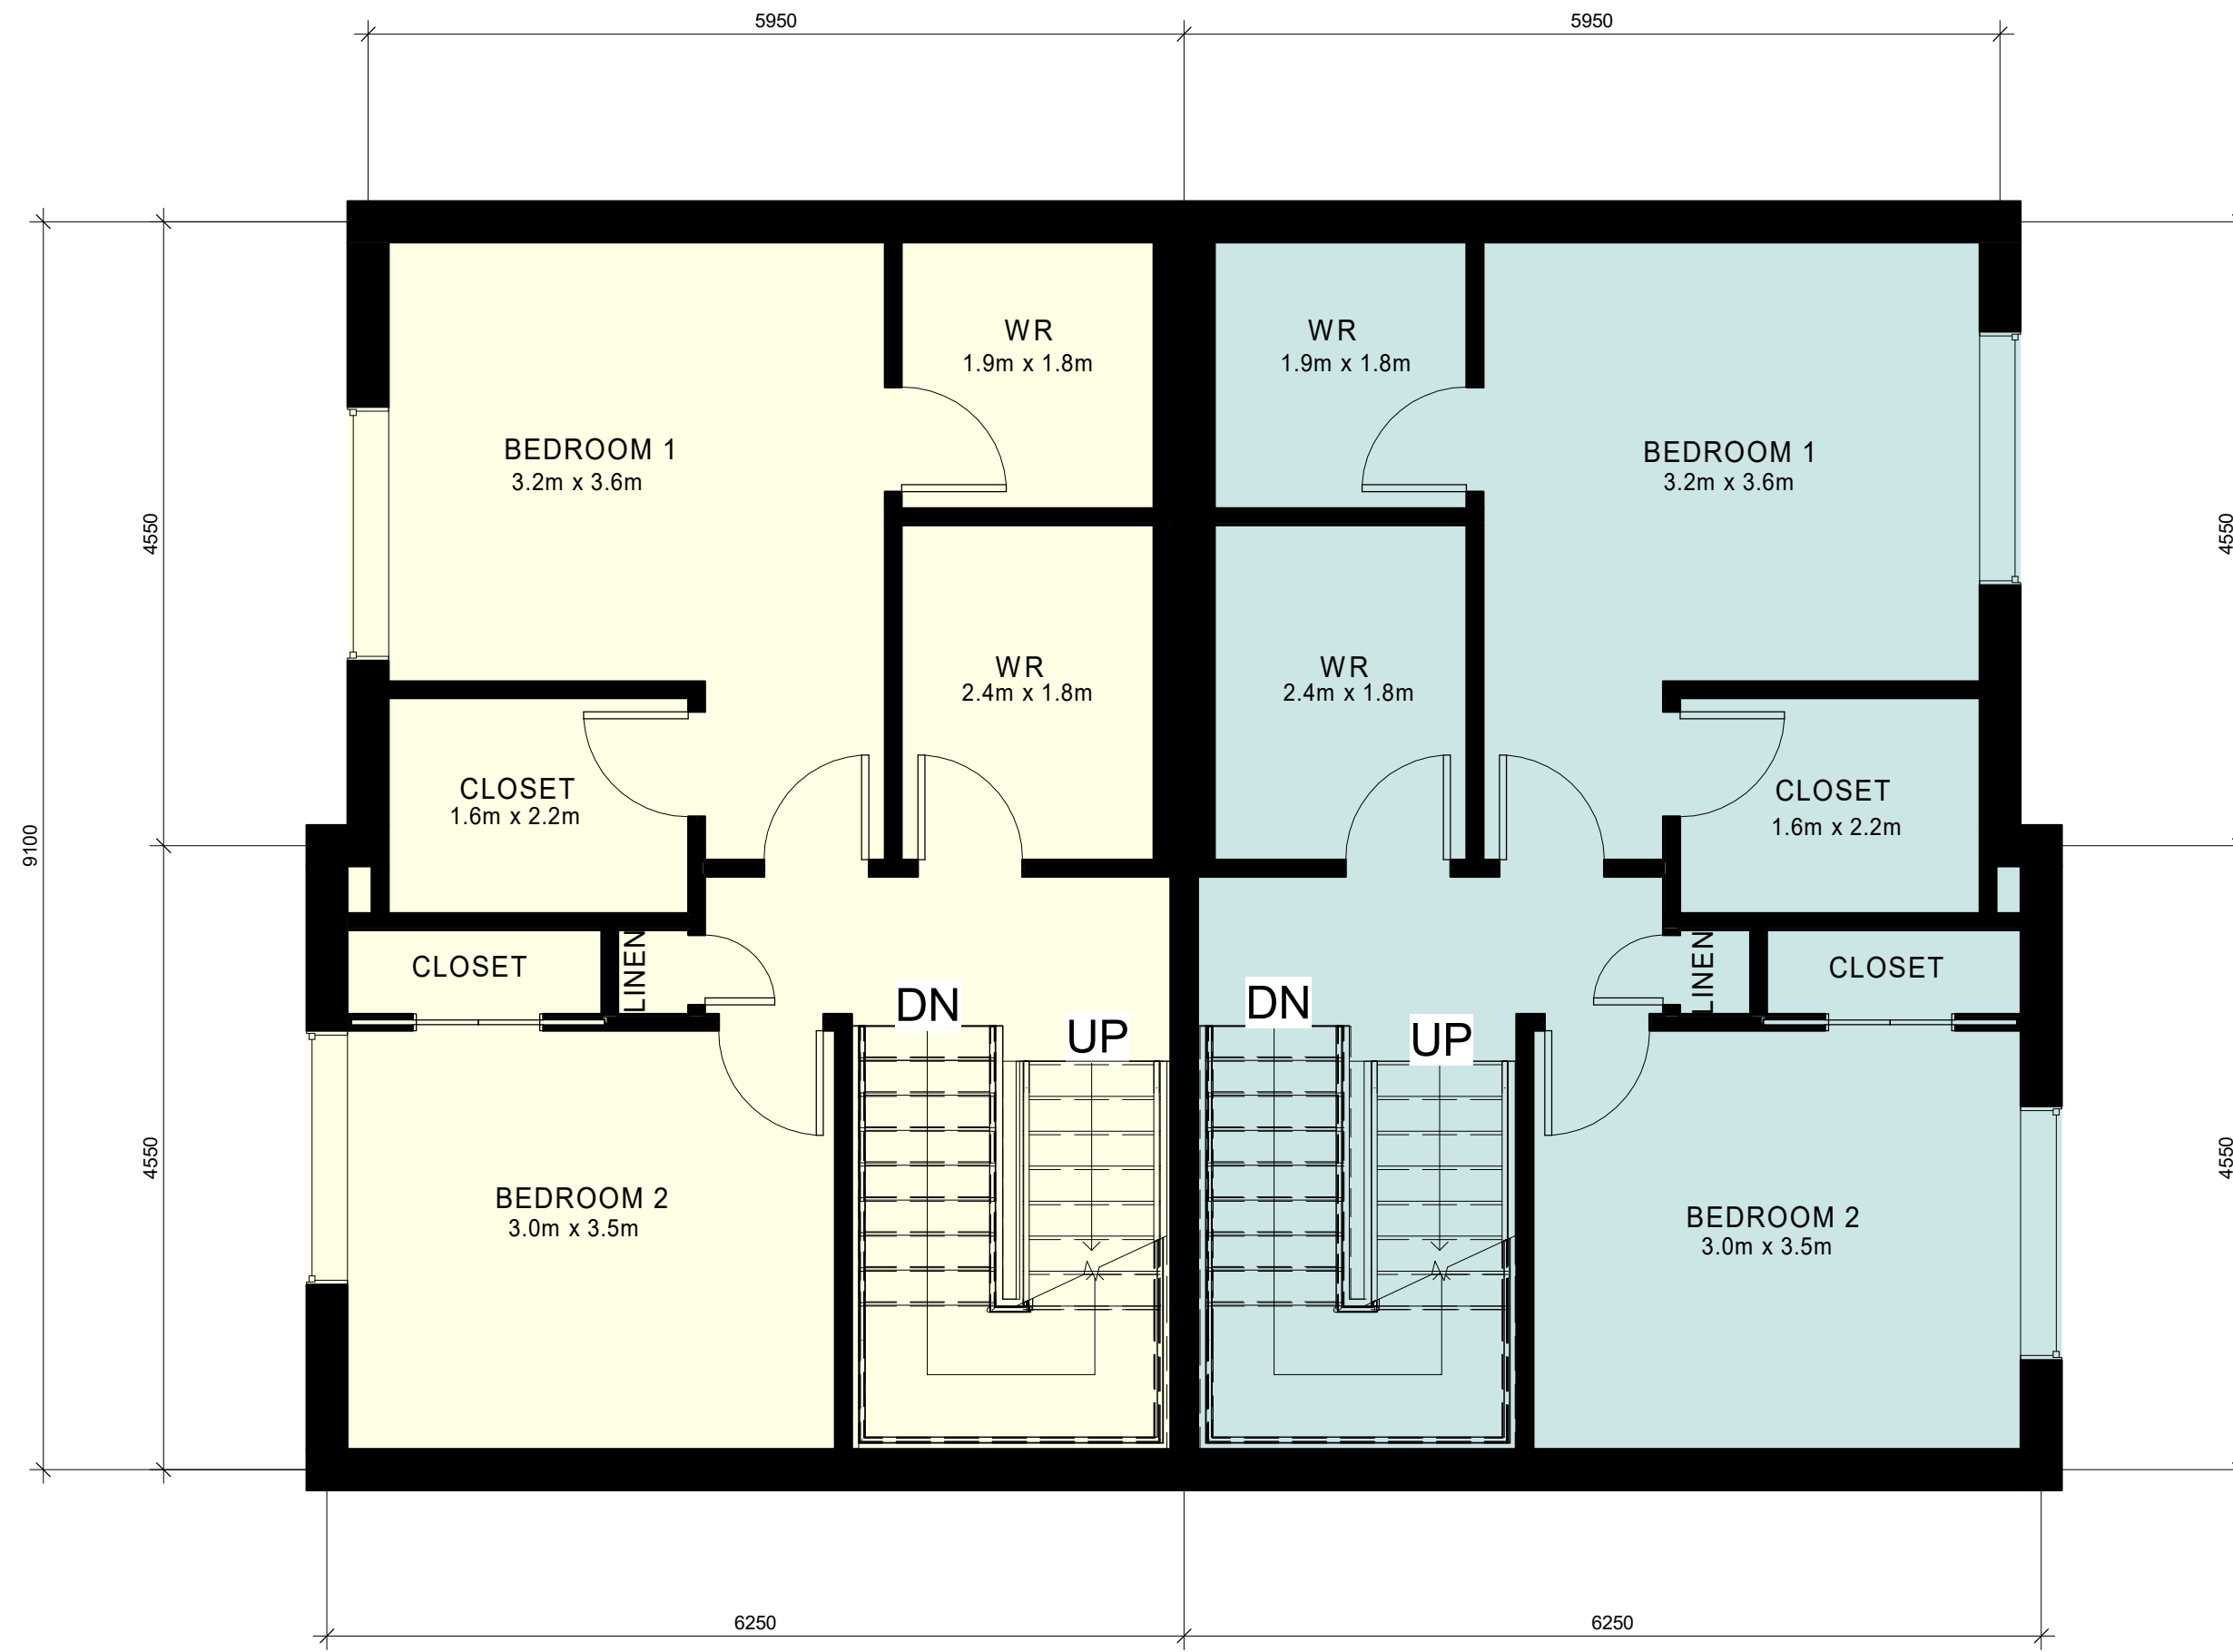 5950
5950
WR
1.9m x 1.8m
WR
1.9m x 1.8m
BEDROOM 1
3.2m x 3.6m
BEDROOM 1
3.2m x 3.6m
4550
4550
WR
2.4m x 1.8m
WR
2.4m x 1.8m
CLOSET
1.6m x 2.2m
CLOSET
1.6m x 2.2m
9100
CLOSET
LINEN
LINEN
CLOSET
DN
UP
DN
UP
4550
4550
BEDROOM 2
3.0m x 3.5m
BEDROOM 2
3.0m x 3.5m
6250
6250